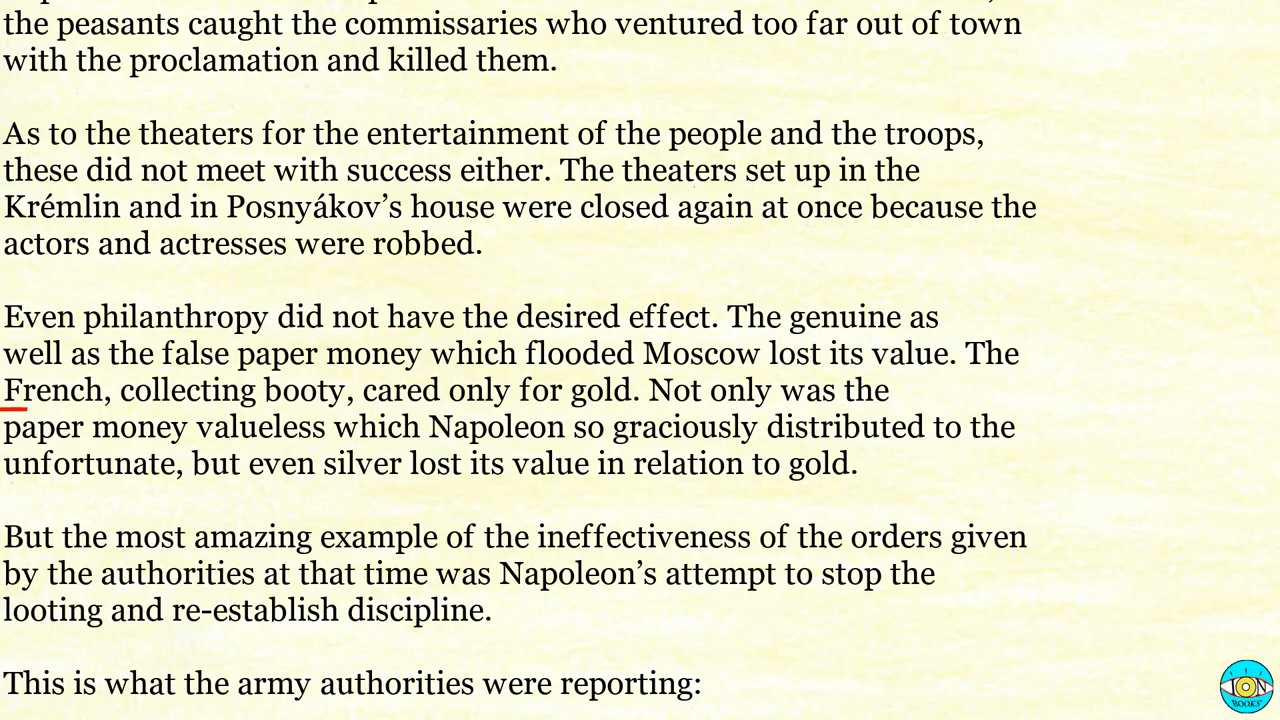 the peasants caught the commissaries who ventured too far out of town
with the proclamation and killed them.
As to the theaters for the entertainment of the people and the troops,
these did not meet with success either. The theaters set up in the
Krémlin and in Posnyákov’s house were closed again at once because the
actors and actresses were robbed.
Even philanthropy did not have the desired effect. The genuine as
well as the false paper money which flooded Moscow lost its value. The
French, collecting booty, cared only for gold. Not only was the
paper money valueless which Napoleon so graciously distributed to the
unfortunate, but even silver lost its value in relation to gold.
But the most amazing example of the ineffectiveness of the orders given
by the authorities at that time was Napoleon’s attempt to stop the
looting and re-establish discipline.
This is what the army authorities were reporting:
ION
BOOKS